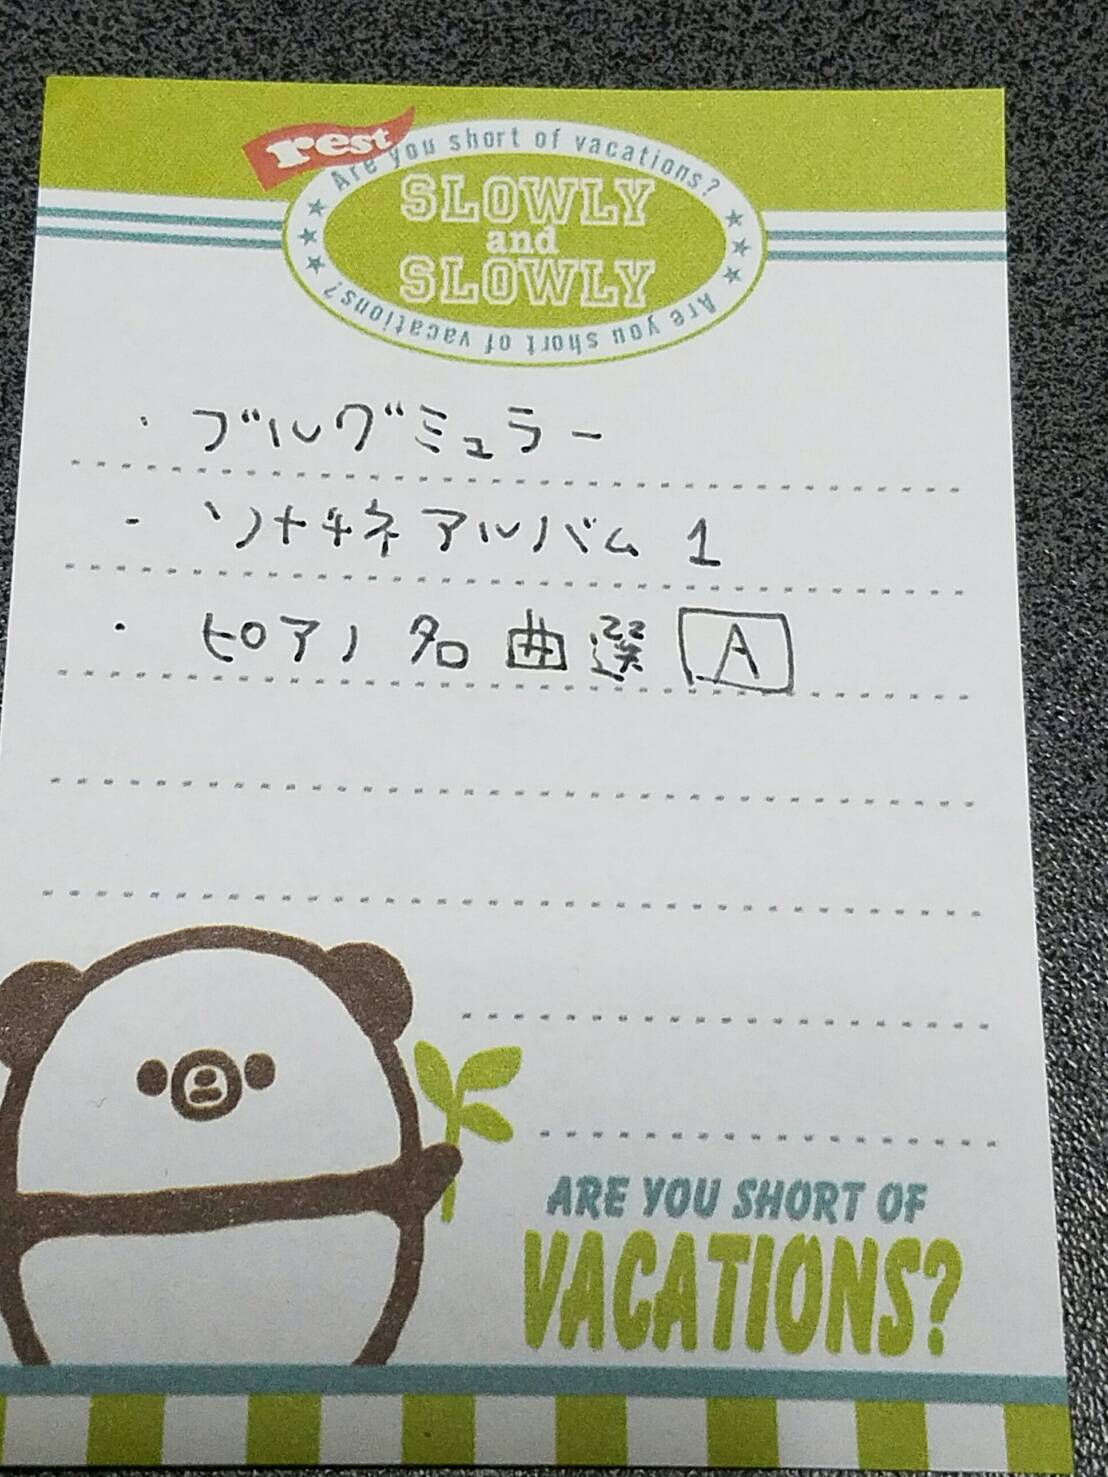 rest
Are you short of vacations?
SLOWLY
and
SLOWLY
Are you short of vacations?
・ブルグミュラー
・ソナチネアルバム 1
・ピアノ名曲選 A
ARE YOU SHORT OF
VACATIONS?